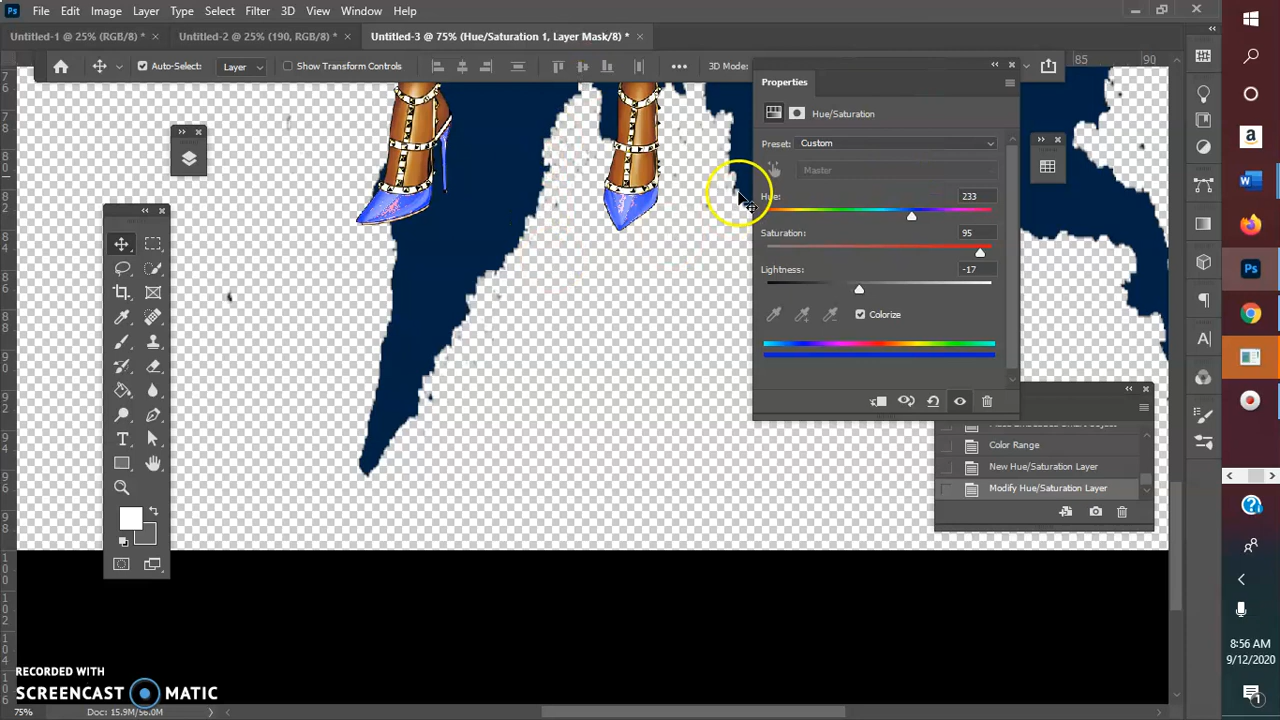 Ps File Edit Image Layer Type Select Filter 3D View Window Help
Untitled-1 @ 25% (RGB/8) * × Untitled-2 @ 25% (190, RGB/8) * × Untitled-3 @ 75% (Hue/Saturation 1, Layer Mask/8) * ×
Auto-Select: Layer Show Transform Controls 3D Mode:
85 90
Properties
Hue/Saturation
Preset: Custom
Master
Hue: 233
Saturation: 95
Lightness: -17
Colorize
Color Range
New Hue/Saturation Layer
Modify Hue/Saturation Layer
8:56 AM
9/12/2020
1
RECORDED WITH
SCREENCAST MATIC
75% Doc: 15.9M/56.0M